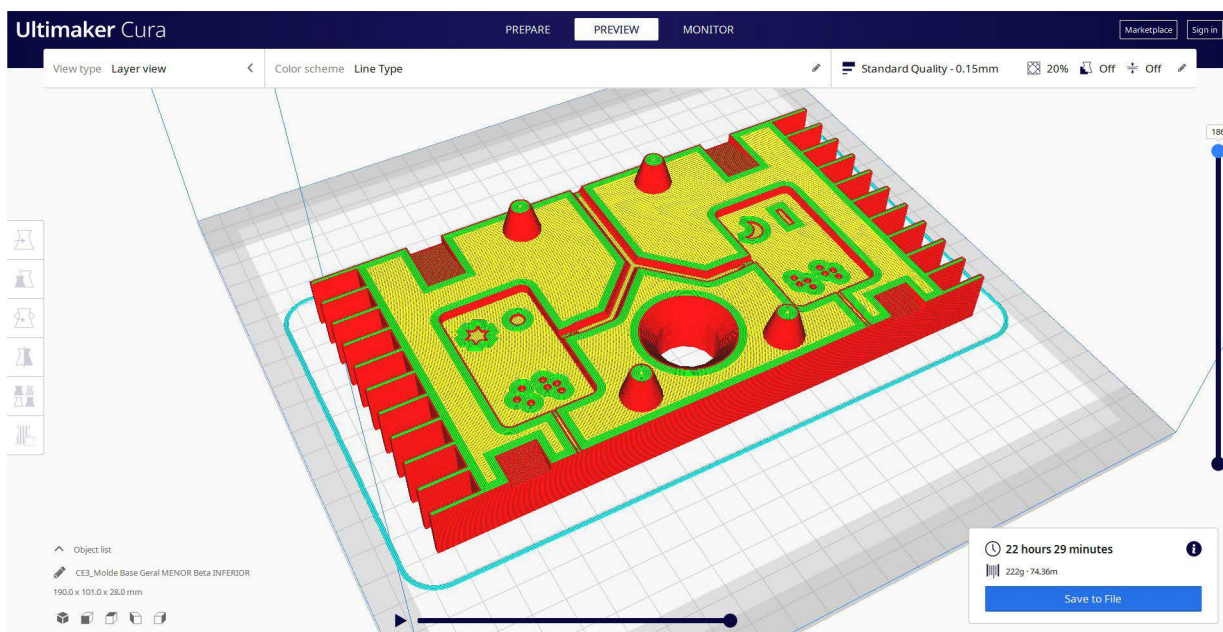 Ultimaker Cura
PREPARE PREVIEW MONITOR
Marketplace Sign in
View type Layer view
Color scheme Line Type
Standard Quality - 0.15mm 20% Off Off
186
Object list
CE3_Molde Base Geral MENOR Beta INFERIOR
190.0 x 101.0 x 28.0 mm
22 hours 29 minutes
222g · 74.36m
Save to File